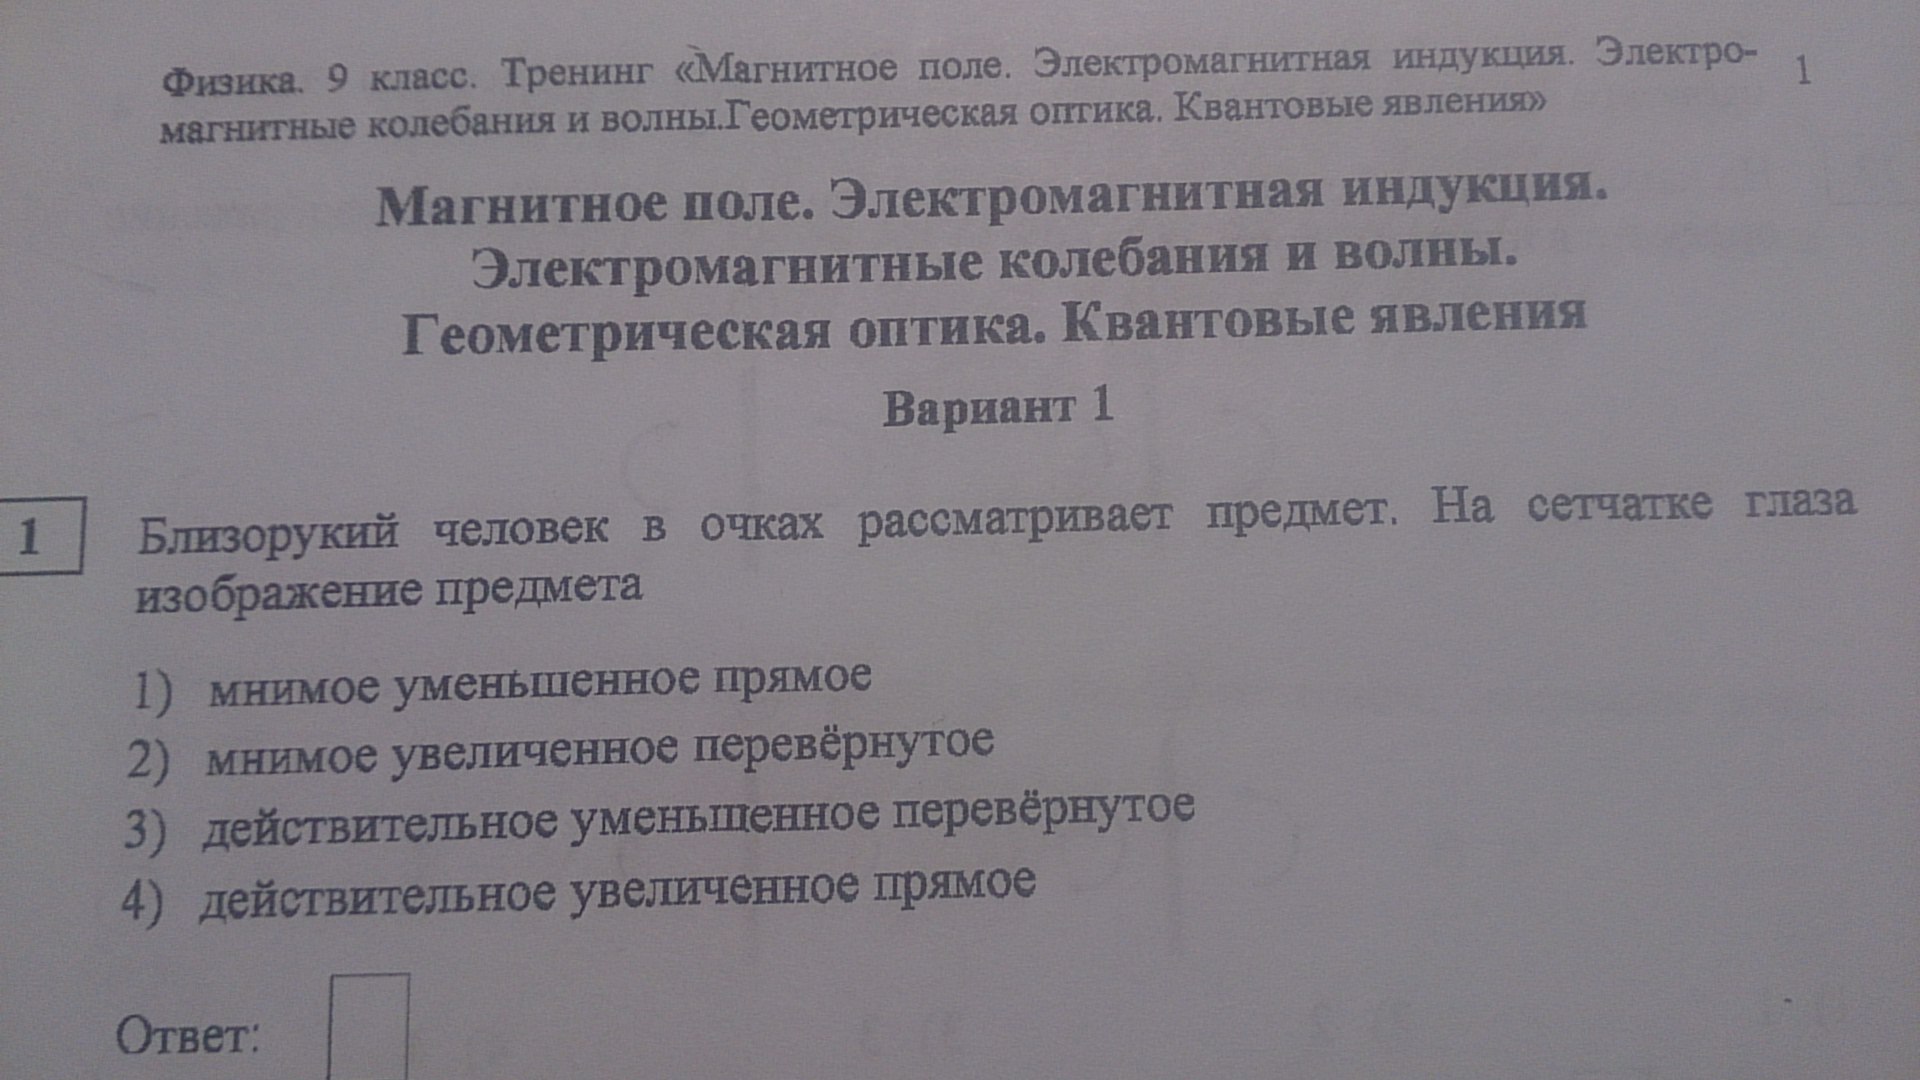 Физика. 9 класс. Тренинг «Магнитное поле. Электромагнитная индукция. Электро-
магнитные колебания и волны.Геометрическая оптика. Квантовые явления»
1
Магнитное поле. Электромагнитная индукция.
Электромагнитные колебания и волны.
Геометрическая оптика. Квантовые явления
Вариант 1
1
Близорукий человек в очках рассматривает предмет. На сетчатке глаза
изображение предмета
1) мнимое уменьшенное прямое
2) мнимое увеличенное перевёрнутое
3) действительное уменьшенное перевёрнутое
4) действительное увеличенное прямое
Ответ: